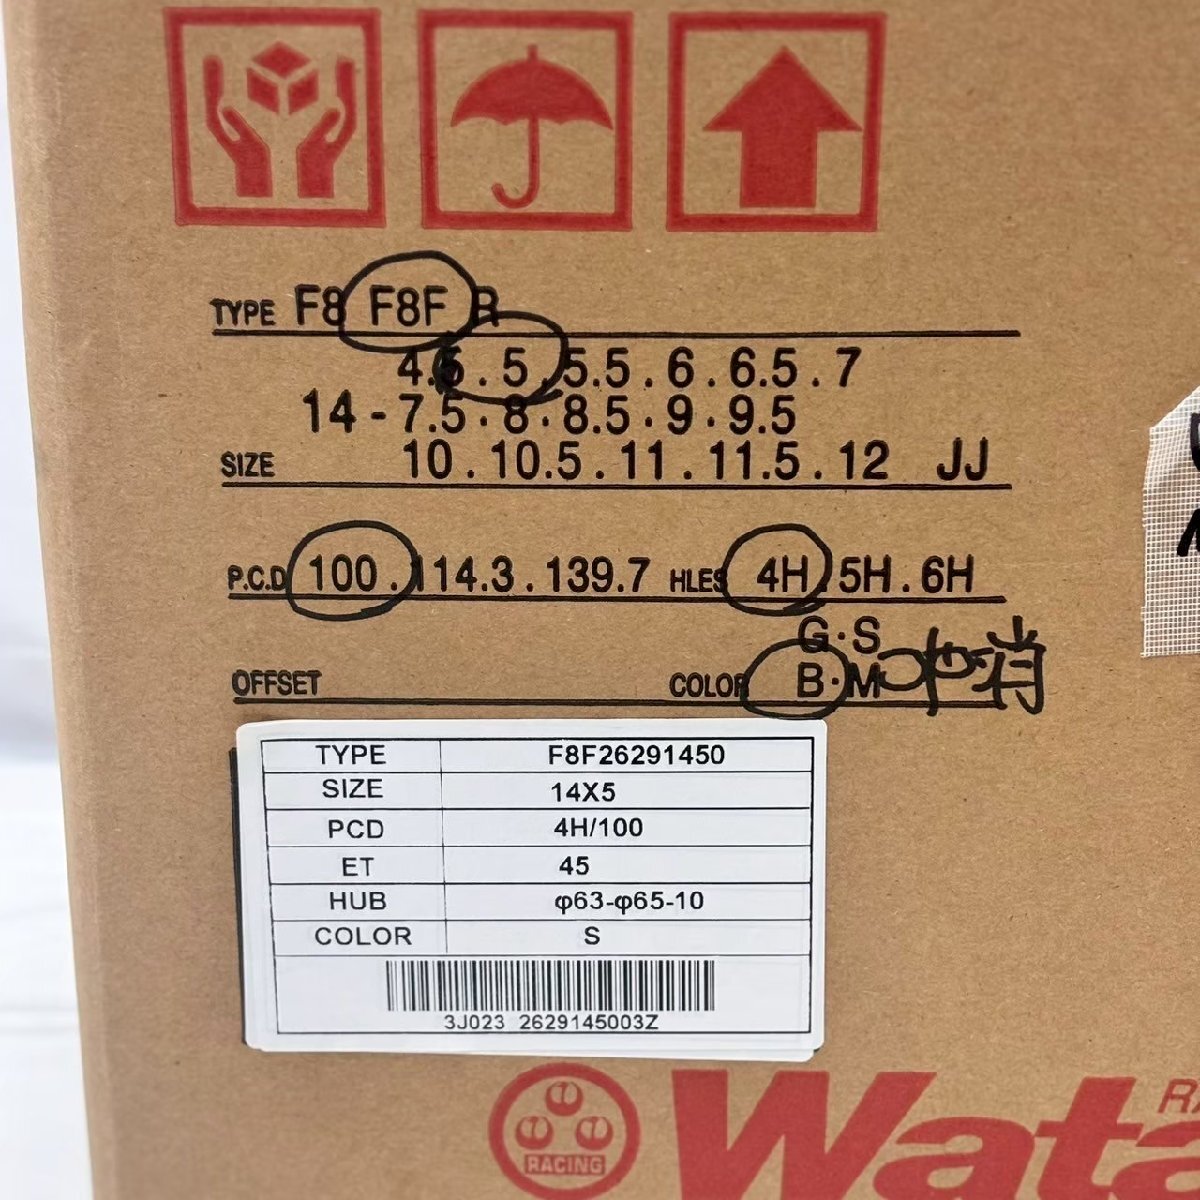 TYPE F8 F8F R
4.5 . 5 . 5.5 . 6 . 6.5 . 7
14 - 7.5 · 8 · 8.5 · 9 · 9.5
SIZE 10 . 10.5 . 11 . 11.5 . 12 JJ
P.C.D 100 . 114.3 . 139.7 HLES 4H . 5H . 6H
G·S
OFFSET COLOR B·M つや消
TYPE F8F26291450
SIZE 14X5
PCD 4H/100
ET 45
HUB φ63-φ65-10
COLOR S
3J023 2629145003Z
RACING
Wata